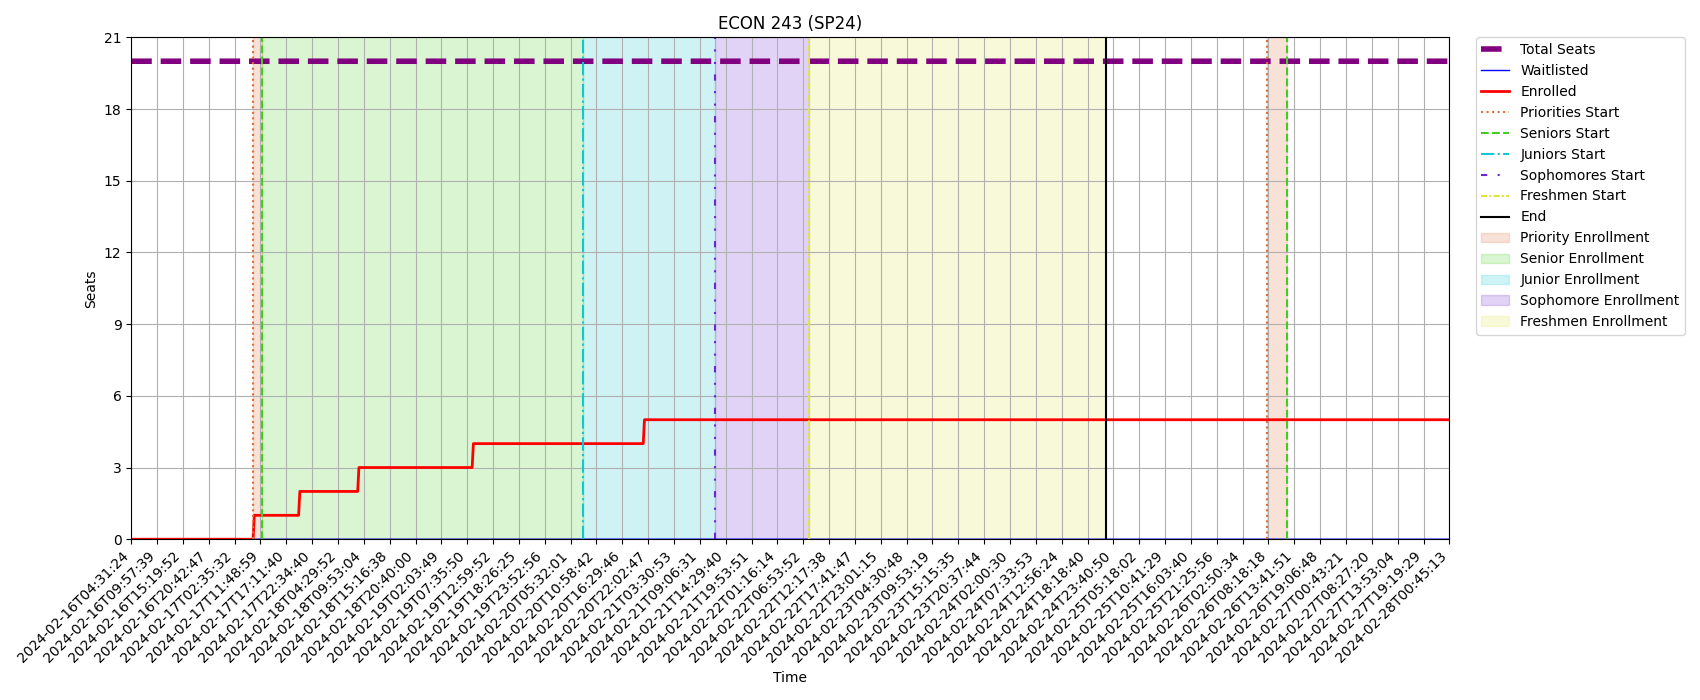 ECON 243 (SP24)
21
18
15
12
9
6
3
0
Seats
2024-02-16T04:31:24
2024-02-16T09:57:39
2024-02-16T15:19:52
2024-02-16T20:42:47
2024-02-17T02:35:32
2024-02-17T11:48:59
2024-02-17T17:11:40
2024-02-17T22:34:40
2024-02-18T04:29:52
2024-02-18T09:53:04
2024-02-18T15:16:38
2024-02-18T20:40:00
2024-02-19T02:03:49
2024-02-19T07:35:50
2024-02-19T12:59:52
2024-02-19T18:26:25
2024-02-19T23:52:56
2024-02-20T05:32:01
2024-02-20T10:58:42
2024-02-20T16:29:46
2024-02-20T22:02:47
2024-02-21T03:30:53
2024-02-21T09:06:31
2024-02-21T14:29:40
2024-02-21T19:53:51
2024-02-22T01:16:14
2024-02-22T06:53:52
2024-02-22T12:17:38
2024-02-22T17:41:47
2024-02-22T23:01:15
2024-02-23T04:30:48
2024-02-23T09:53:19
2024-02-23T15:15:35
2024-02-23T20:37:44
2024-02-24T02:00:30
2024-02-24T07:33:53
2024-02-24T12:56:24
2024-02-24T18:18:40
2024-02-24T23:40:50
2024-02-25T05:18:02
2024-02-25T10:41:29
2024-02-25T16:03:40
2024-02-25T21:25:56
2024-02-26T02:50:34
2024-02-26T08:18:18
2024-02-26T13:41:51
2024-02-26T19:06:48
2024-02-27T00:43:21
2024-02-27T08:27:20
2024-02-27T13:53:04
2024-02-27T19:19:29
2024-02-28T00:45:13
Time
Total Seats
Waitlisted
Enrolled
Priorities Start
Seniors Start
Juniors Start
Sophomores Start
Freshmen Start
End
Priority Enrollment
Senior Enrollment
Junior Enrollment
Sophomore Enrollment
Freshmen Enrollment